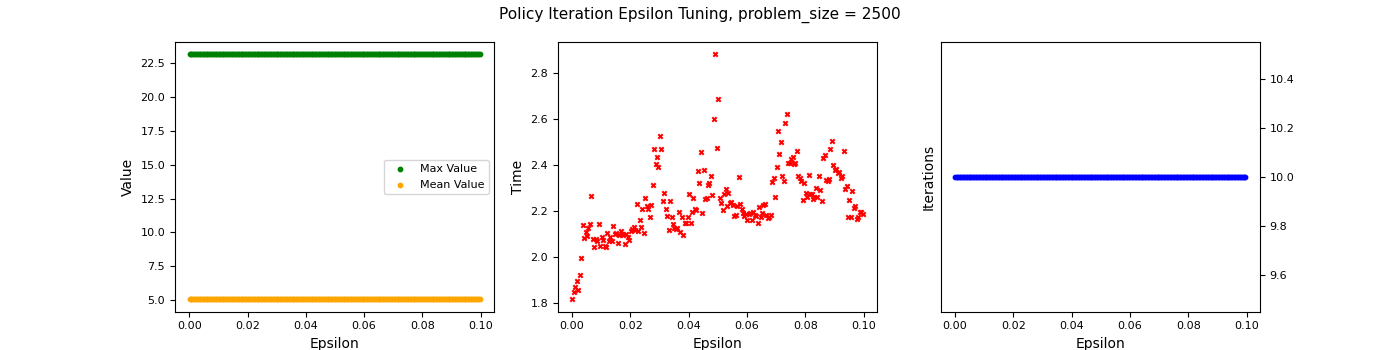 Policy Iteration Epsilon Tuning, problem_size = 2500
Value
22.5
20.0
17.5
15.0
12.5
10.0
7.5
5.0
Max Value
Mean Value
0.00 0.02 0.04 0.06 0.08 0.10
Epsilon
Time
2.8
2.6
2.4
2.2
2.0
1.8
0.00 0.02 0.04 0.06 0.08 0.10
Epsilon
Iterations
10.4
10.2
10.0
9.8
9.6
0.00 0.02 0.04 0.06 0.08 0.10
Epsilon